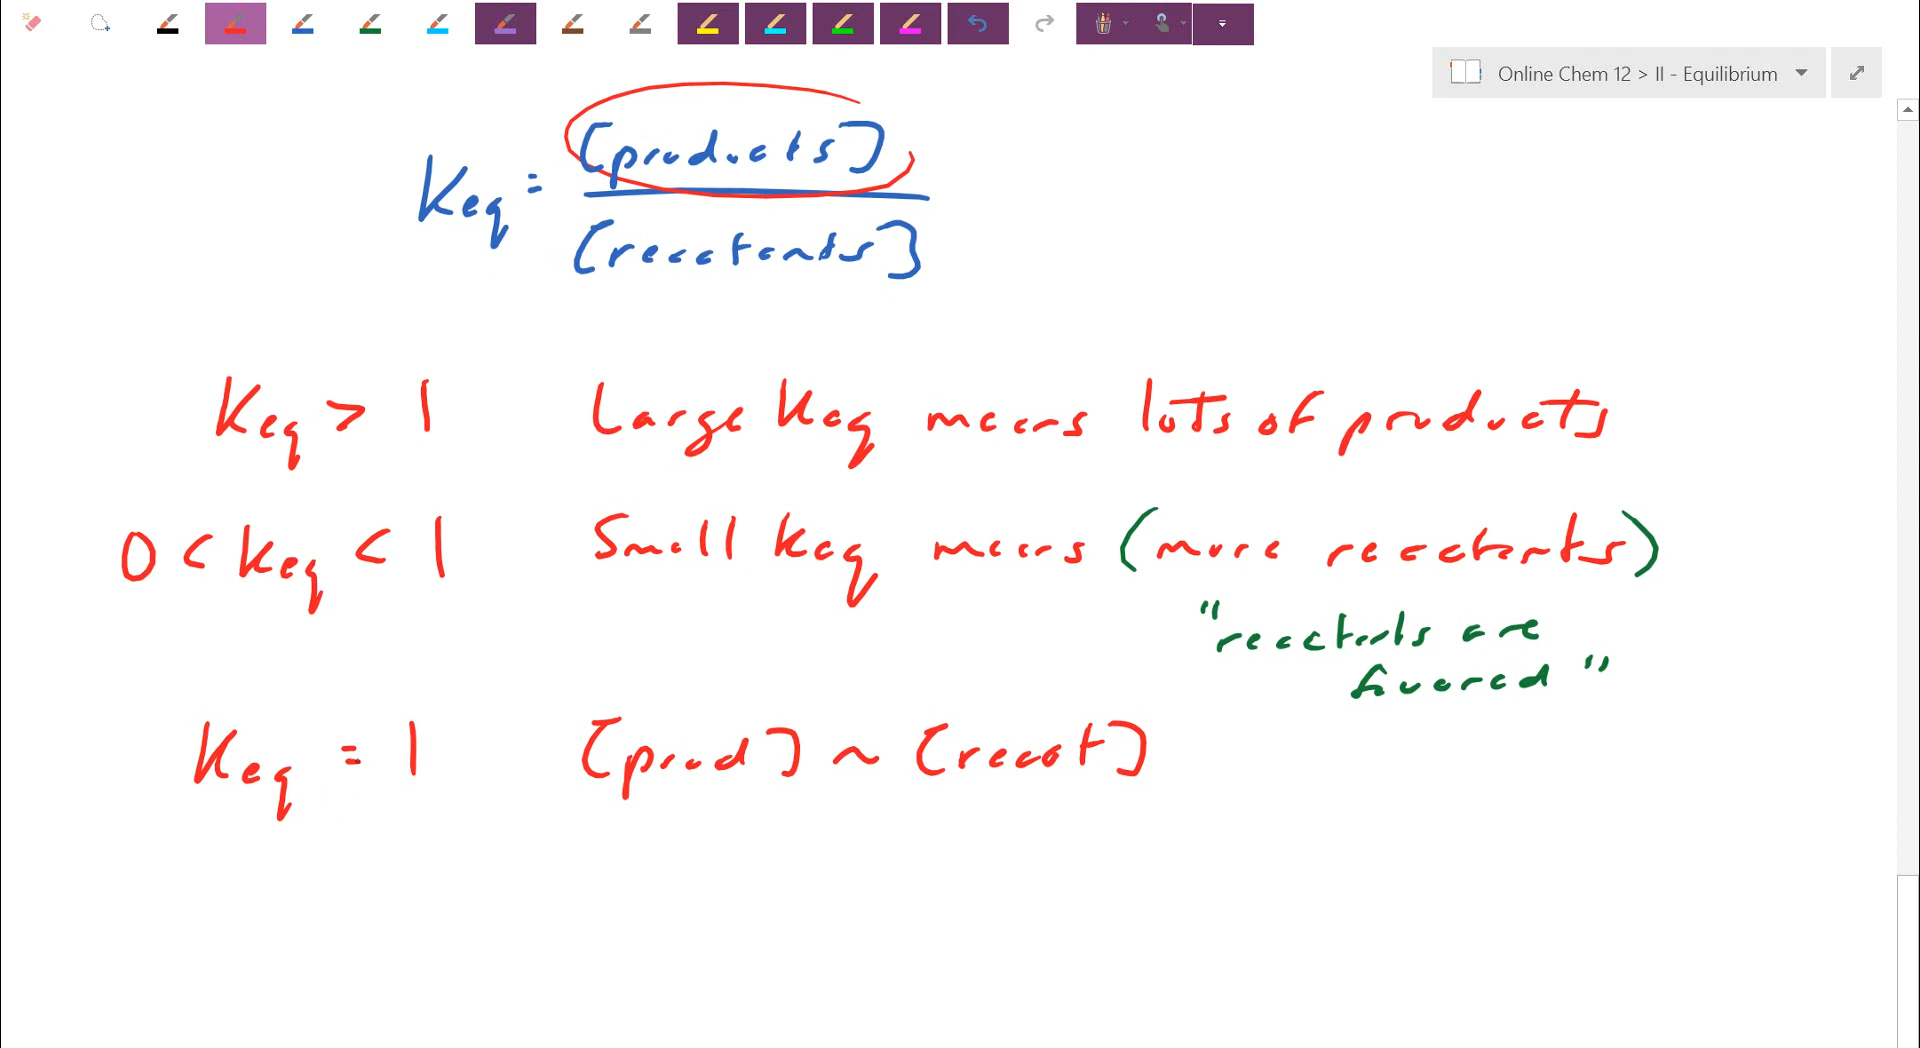 Online Chem 12 > II - Equilibrium
Keq = [products]
[reactants]
Keq > 1 Large Keq means lots of products
0 < Keq < 1 Small Keq means (more reactants)
"reactants are
favored"
Keq = 1 [prod] ~ [react]